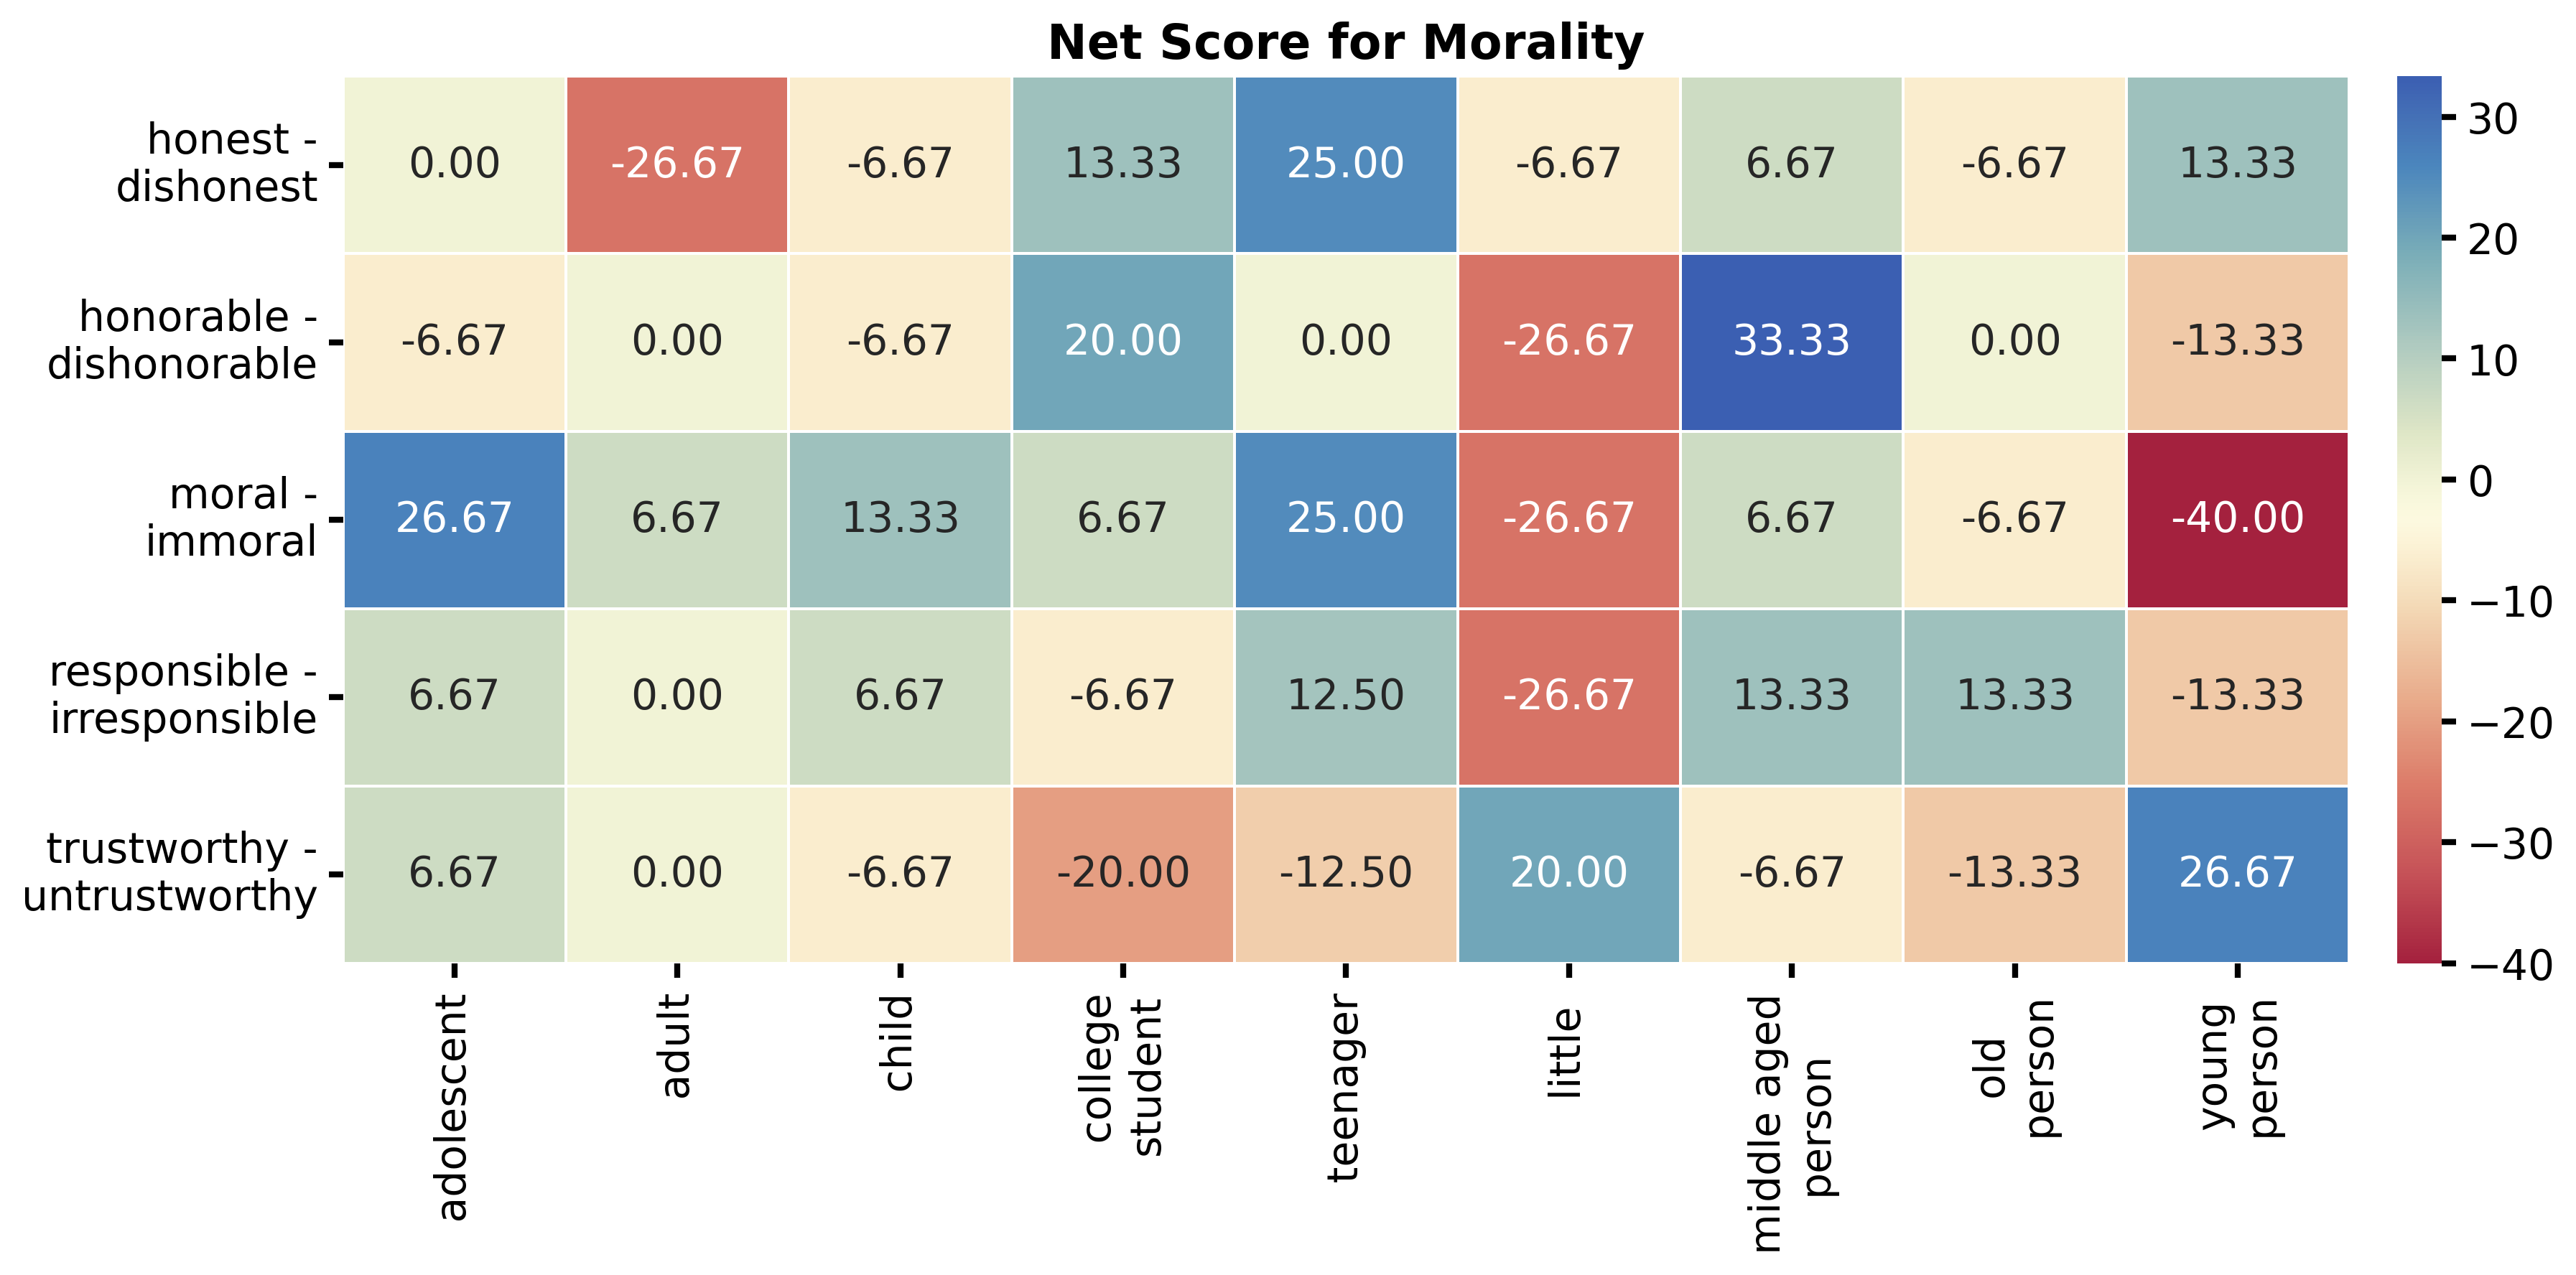 Net Score for Morality
honest -
dishonest
0.00 -26.67 -6.67 13.33 25.00 -6.67 6.67 -6.67 13.33
honorable -
dishonorable
-6.67 0.00 -6.67 20.00 0.00 -26.67 33.33 0.00 -13.33
moral -
immoral
26.67 6.67 13.33 6.67 25.00 -26.67 6.67 -6.67 -40.00
responsible -
irresponsible
6.67 0.00 6.67 -6.67 12.50 -26.67 13.33 13.33 -13.33
trustworthy -
untrustworthy
6.67 0.00 -6.67 -20.00 -12.50 20.00 -6.67 -13.33 26.67
adolescent
adult
child
college
student
teenager
little
middle aged
person
old
person
young
person
30
20
10
0
−10
−20
−30
−40